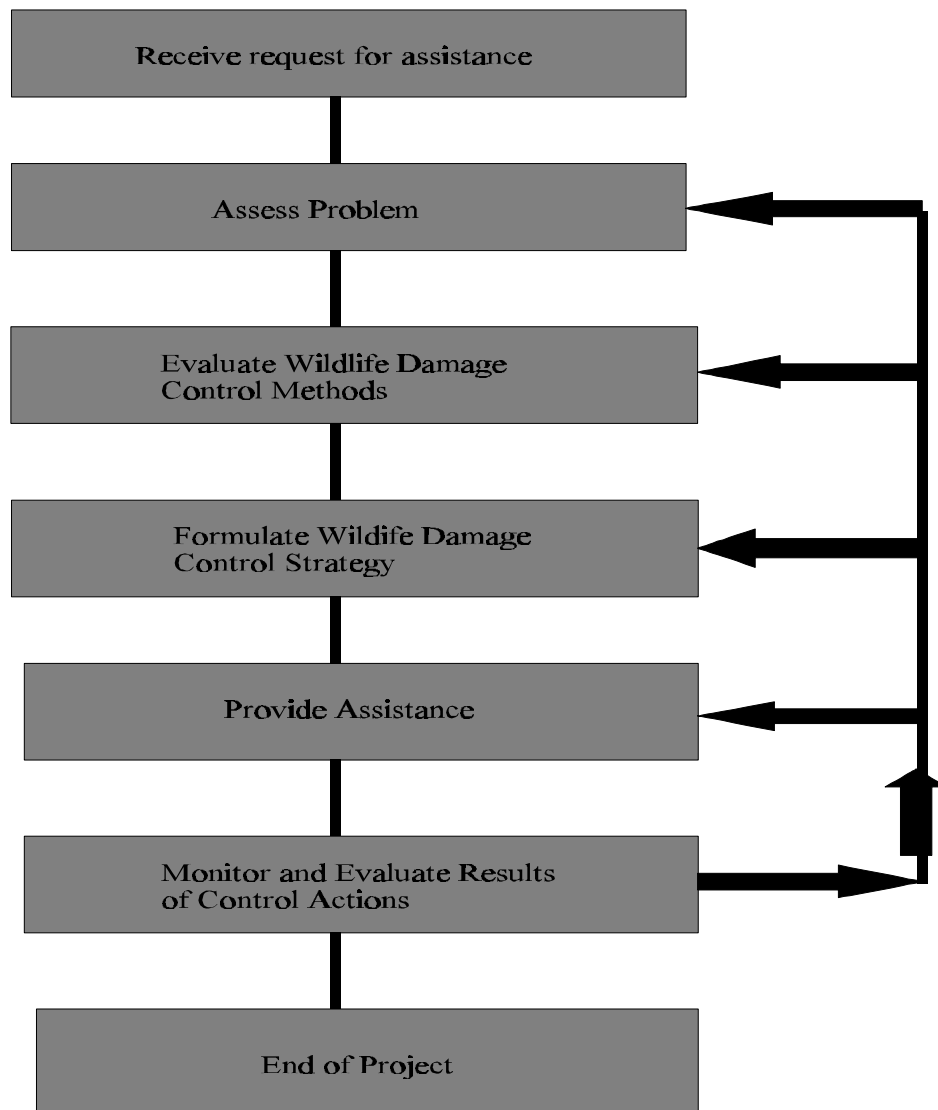 Receive request for assistance
Assess Problem
Evaluate Wildlife Damage
Control Methods
Formulate Wildife Damage
Control Strategy
Provide Assistance
Monitor and Evaluate Results
of Control Actions
End of Project